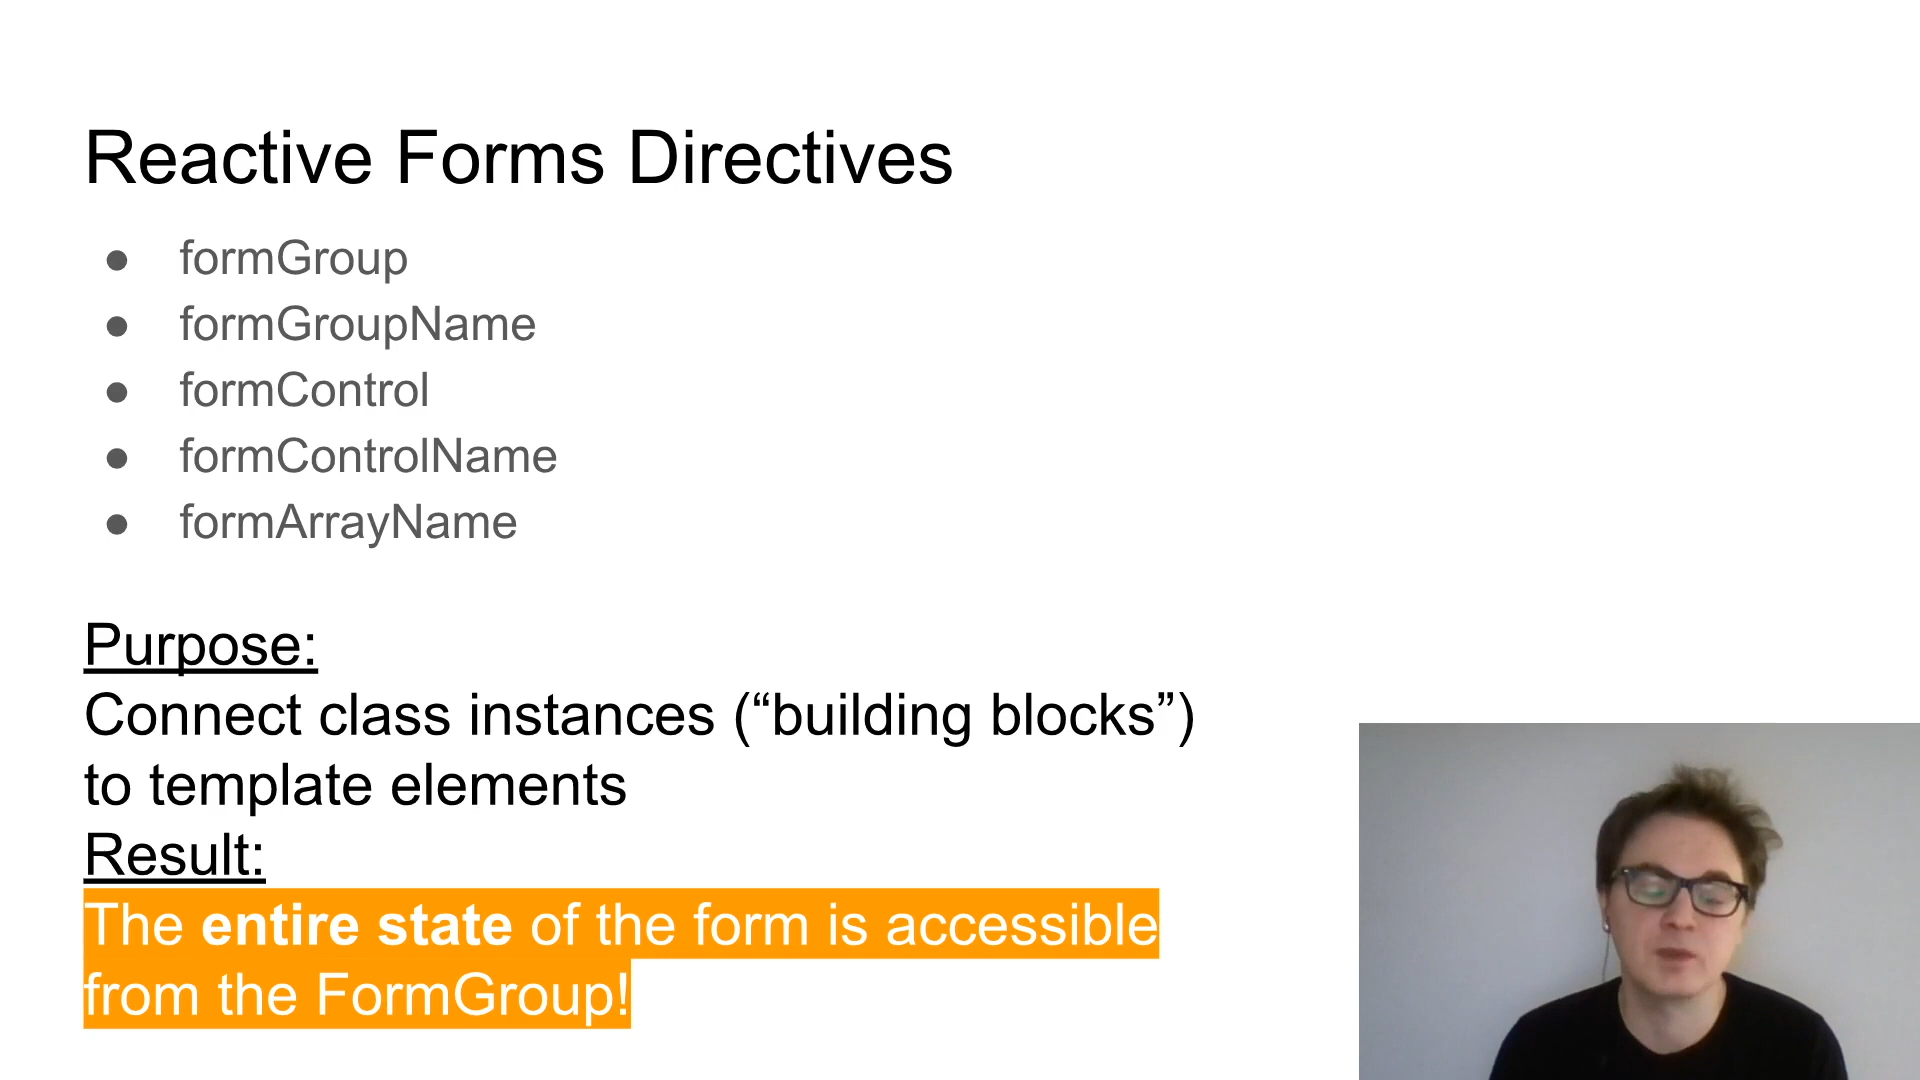 Reactive Forms Directives
● formGroup
● formGroupName
● formControl
● formControlName
● formArrayName
Purpose:
Connect class instances (“building blocks”)
to template elements
Result:
The entire state of the form is accessible
from the FormGroup!